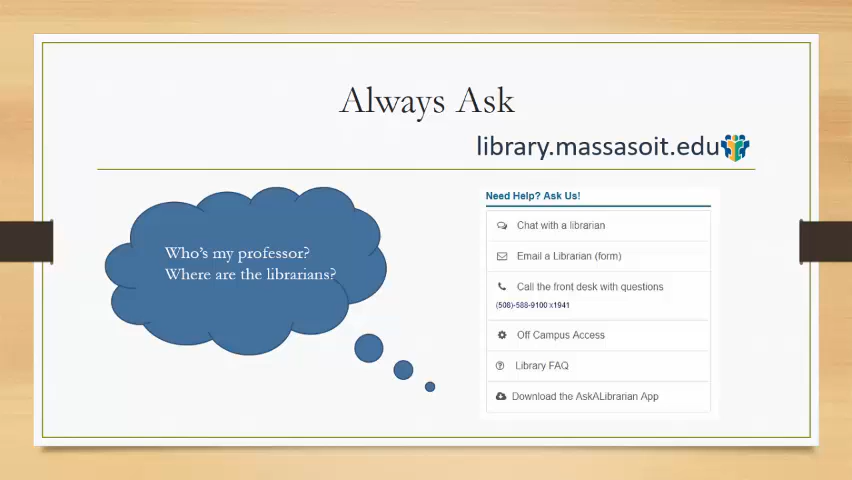 Always Ask
library.massasoit.edu
Who's my professor?
Where are the librarians?
Need Help? Ask Us!
Chat with a librarian
Email a Librarian (form)
Call the front desk with questions
(508)-588-9100 x1941
Off Campus Access
Library FAQ
Download the AskALibrarian App